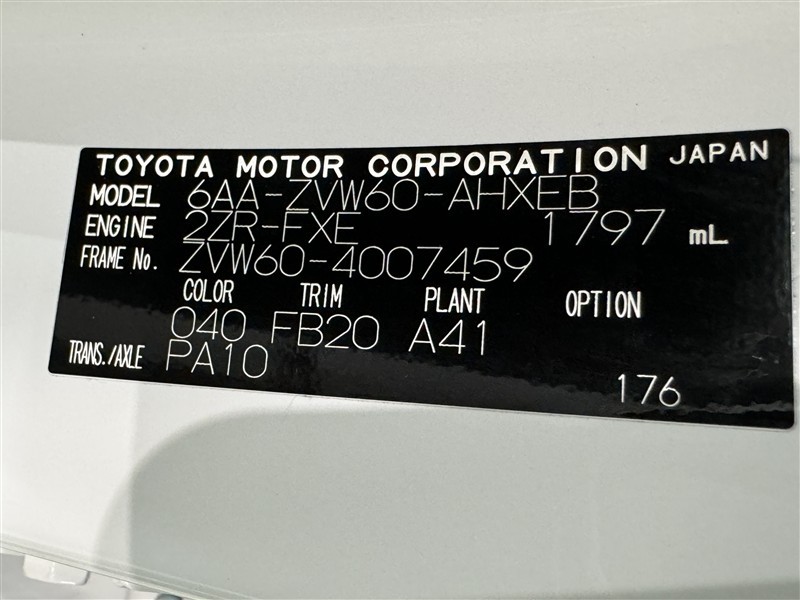 TOYOTA MOTOR CORPORATION JAPAN
MODEL 6AA-ZVW60-AHXEB
ENGINE 2ZR-FXE 1797 mL
FRAME No. ZVW60-4007459
COLOR TRIM PLANT OPTION
040 FB20 A41
TRANS./AXLE PA10
176